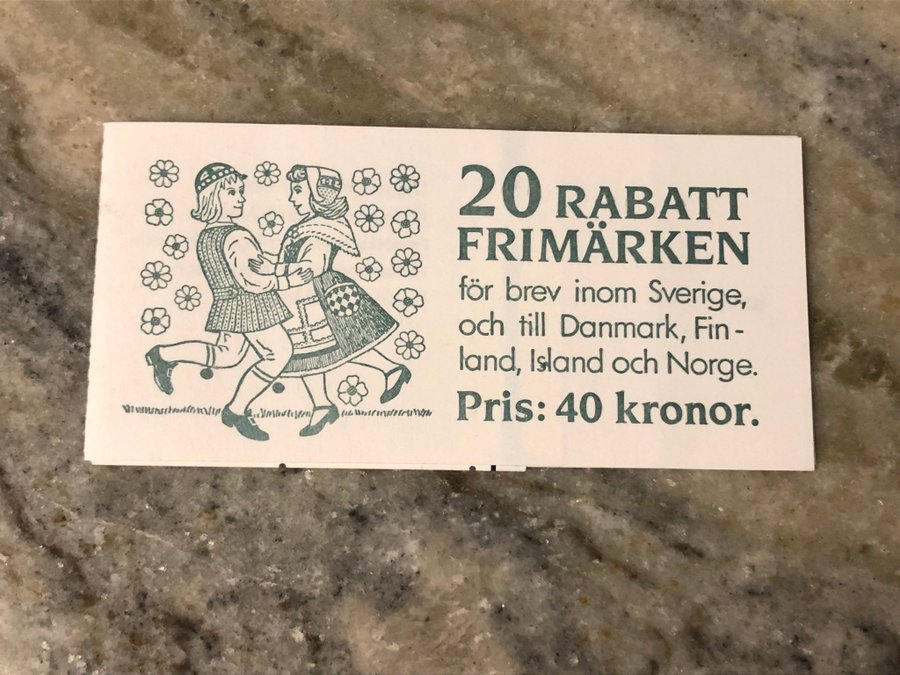 20 RABATT
FRIMÄRKEN
för brev inom Sverige,
och till Danmark, Fin-
land, Island och Norge.
Pris: 40 kronor.